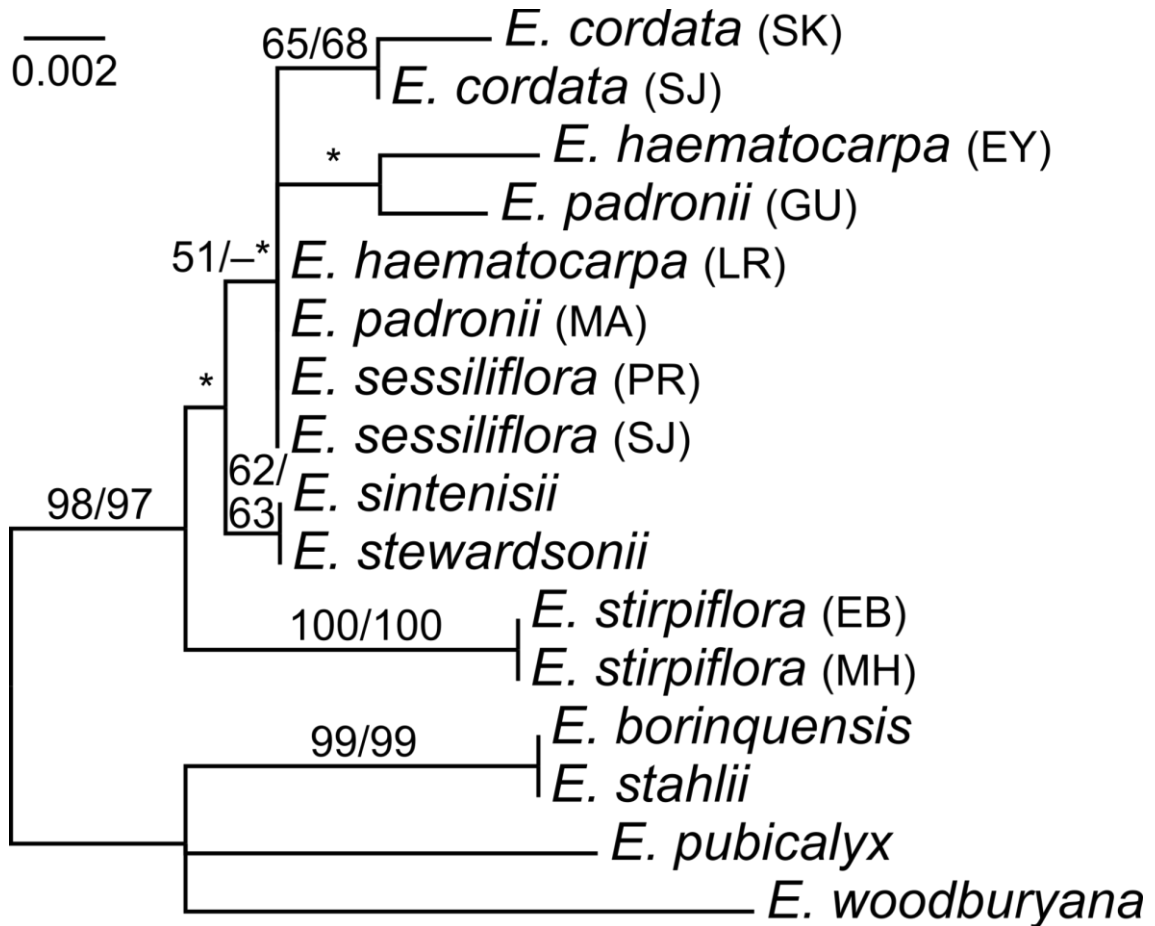 65/68
E. cordata (SK)
0.002
E. cordata (SJ)
*
E. haematocarpa (EY)
E. padronii (GU)
51/–*
E. haematocarpa (LR)
E. padronii (MA)
*
E. sessiliflora (PR)
E. sessiliflora (SJ)
62/
63
E. sintenisii
98/97
E. stewardsonii
E. stirpiflora (EB)
100/100
E. stirpiflora (MH)
E. borinquensis
99/99
E. stahlii
E. pubicalyx
E. woodburyana